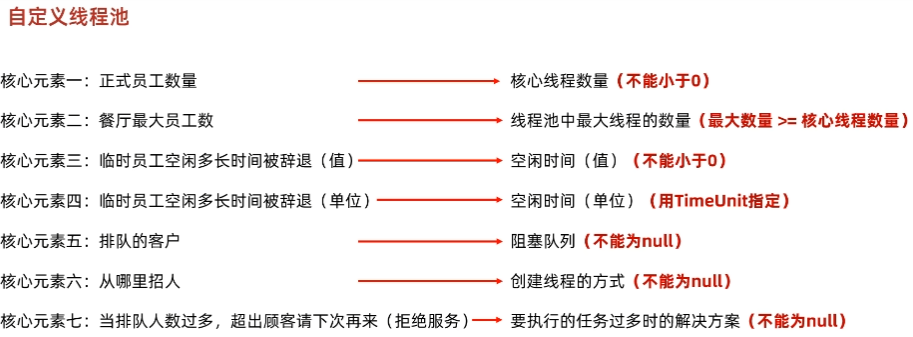 自定义线程池
核心元素一：正式员工数量 核心线程数量（不能小于0）
核心元素二：餐厅最大员工数 线程池中最大线程的数量（最大数量 >= 核心线程数量）
核心元素三：临时员工空闲多长时间被辞退（值） 空闲时间（值）（不能小于0）
核心元素四：临时员工空闲多长时间被辞退（单位） 空闲时间（单位）（用TimeUnit指定）
核心元素五：排队的客户 阻塞队列（不能为null）
核心元素六：从哪里招人 创建线程的方式（不能为null）
核心元素七：当排队人数过多，超出顾客请下次再来（拒绝服务） 要执行的任务过多时的解决方案（不能为null）